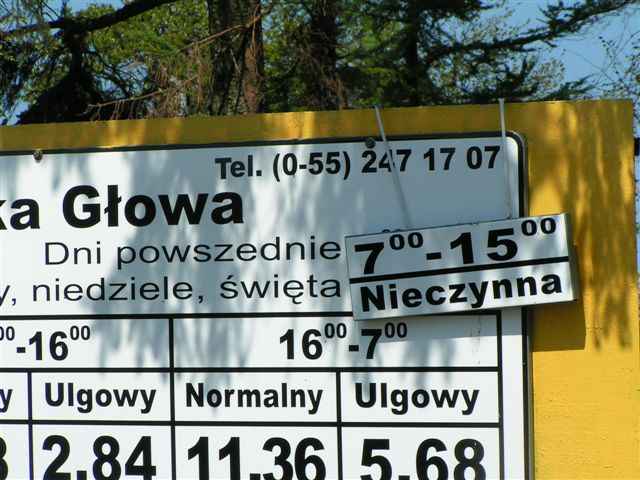 Tel. (0-55) 247 17 07
ka Głowa
Dni powszednie
7⁰⁰-15⁰⁰
y, niedziele, święta
Nieczynna
⁰⁰-16⁰⁰ 16⁰⁰-7⁰⁰
y Ulgowy Normalny Ulgowy
2,84 11,36 5,68